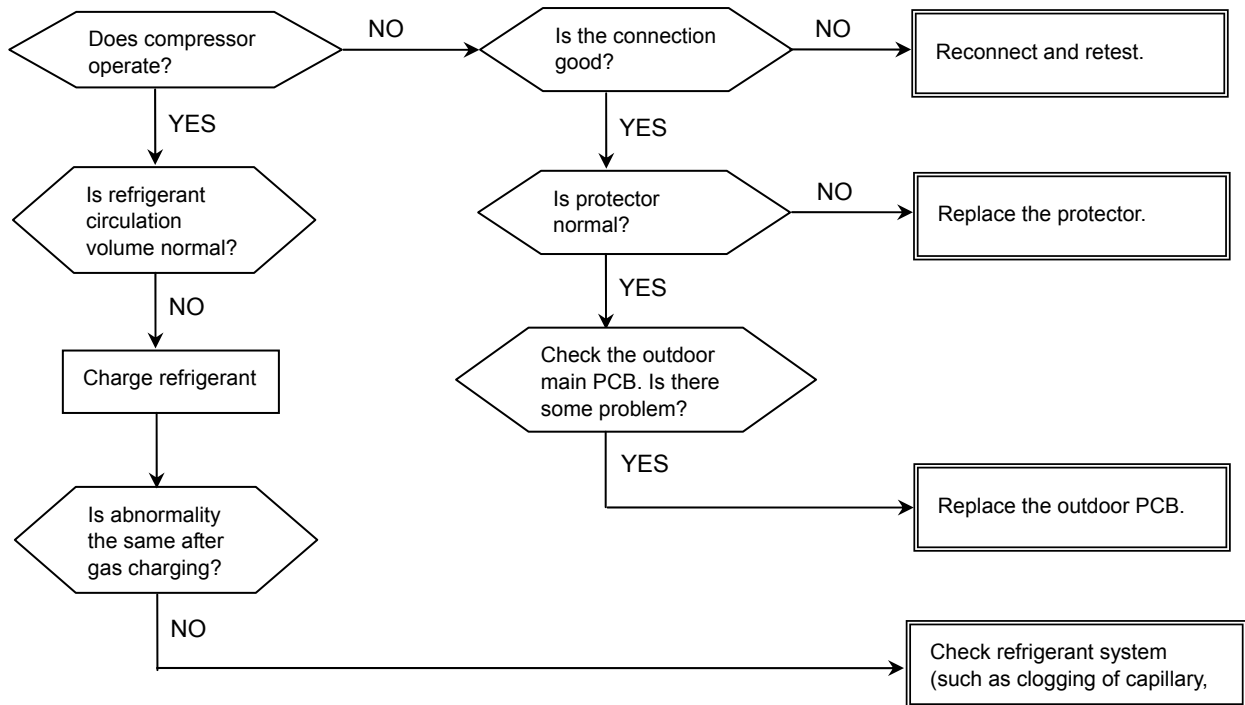 Does compressor
operate?
NO
Is the connection
good?
NO
Reconnect and retest.
YES
YES
Is refrigerant
circulation
volume normal?
Is protector
normal?
NO
Replace the protector.
NO
YES
Charge refrigerant
Check the outdoor
main PCB. Is there
some problem?
YES
Is abnormality
the same after
gas charging?
Replace the outdoor PCB.
NO
Check refrigerant system
(such as clogging of capillary,